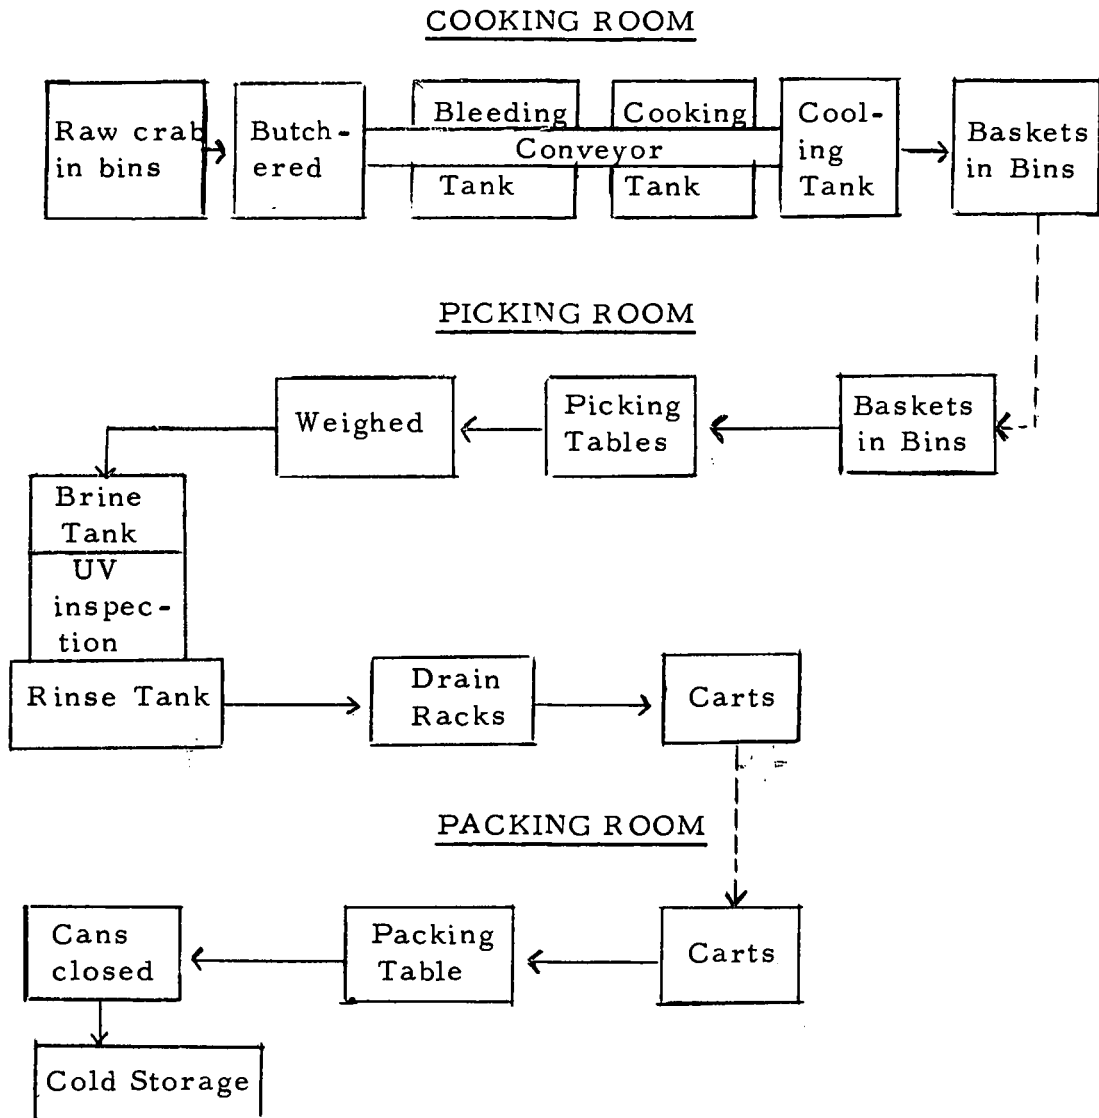 COOKING ROOM
Raw crab
in bins
Butch-
ered
Bleeding
Tank
Conveyor
Cooking
Tank
Cool-
ing
Tank
Baskets
in Bins
PICKING ROOM
Baskets
in Bins
Picking
Tables
Weighed
Brine
Tank
UV
inspec-
tion
Rinse Tank
Drain
Racks
Carts
PACKING ROOM
Carts
Packing
Table
Cans
closed
Cold Storage